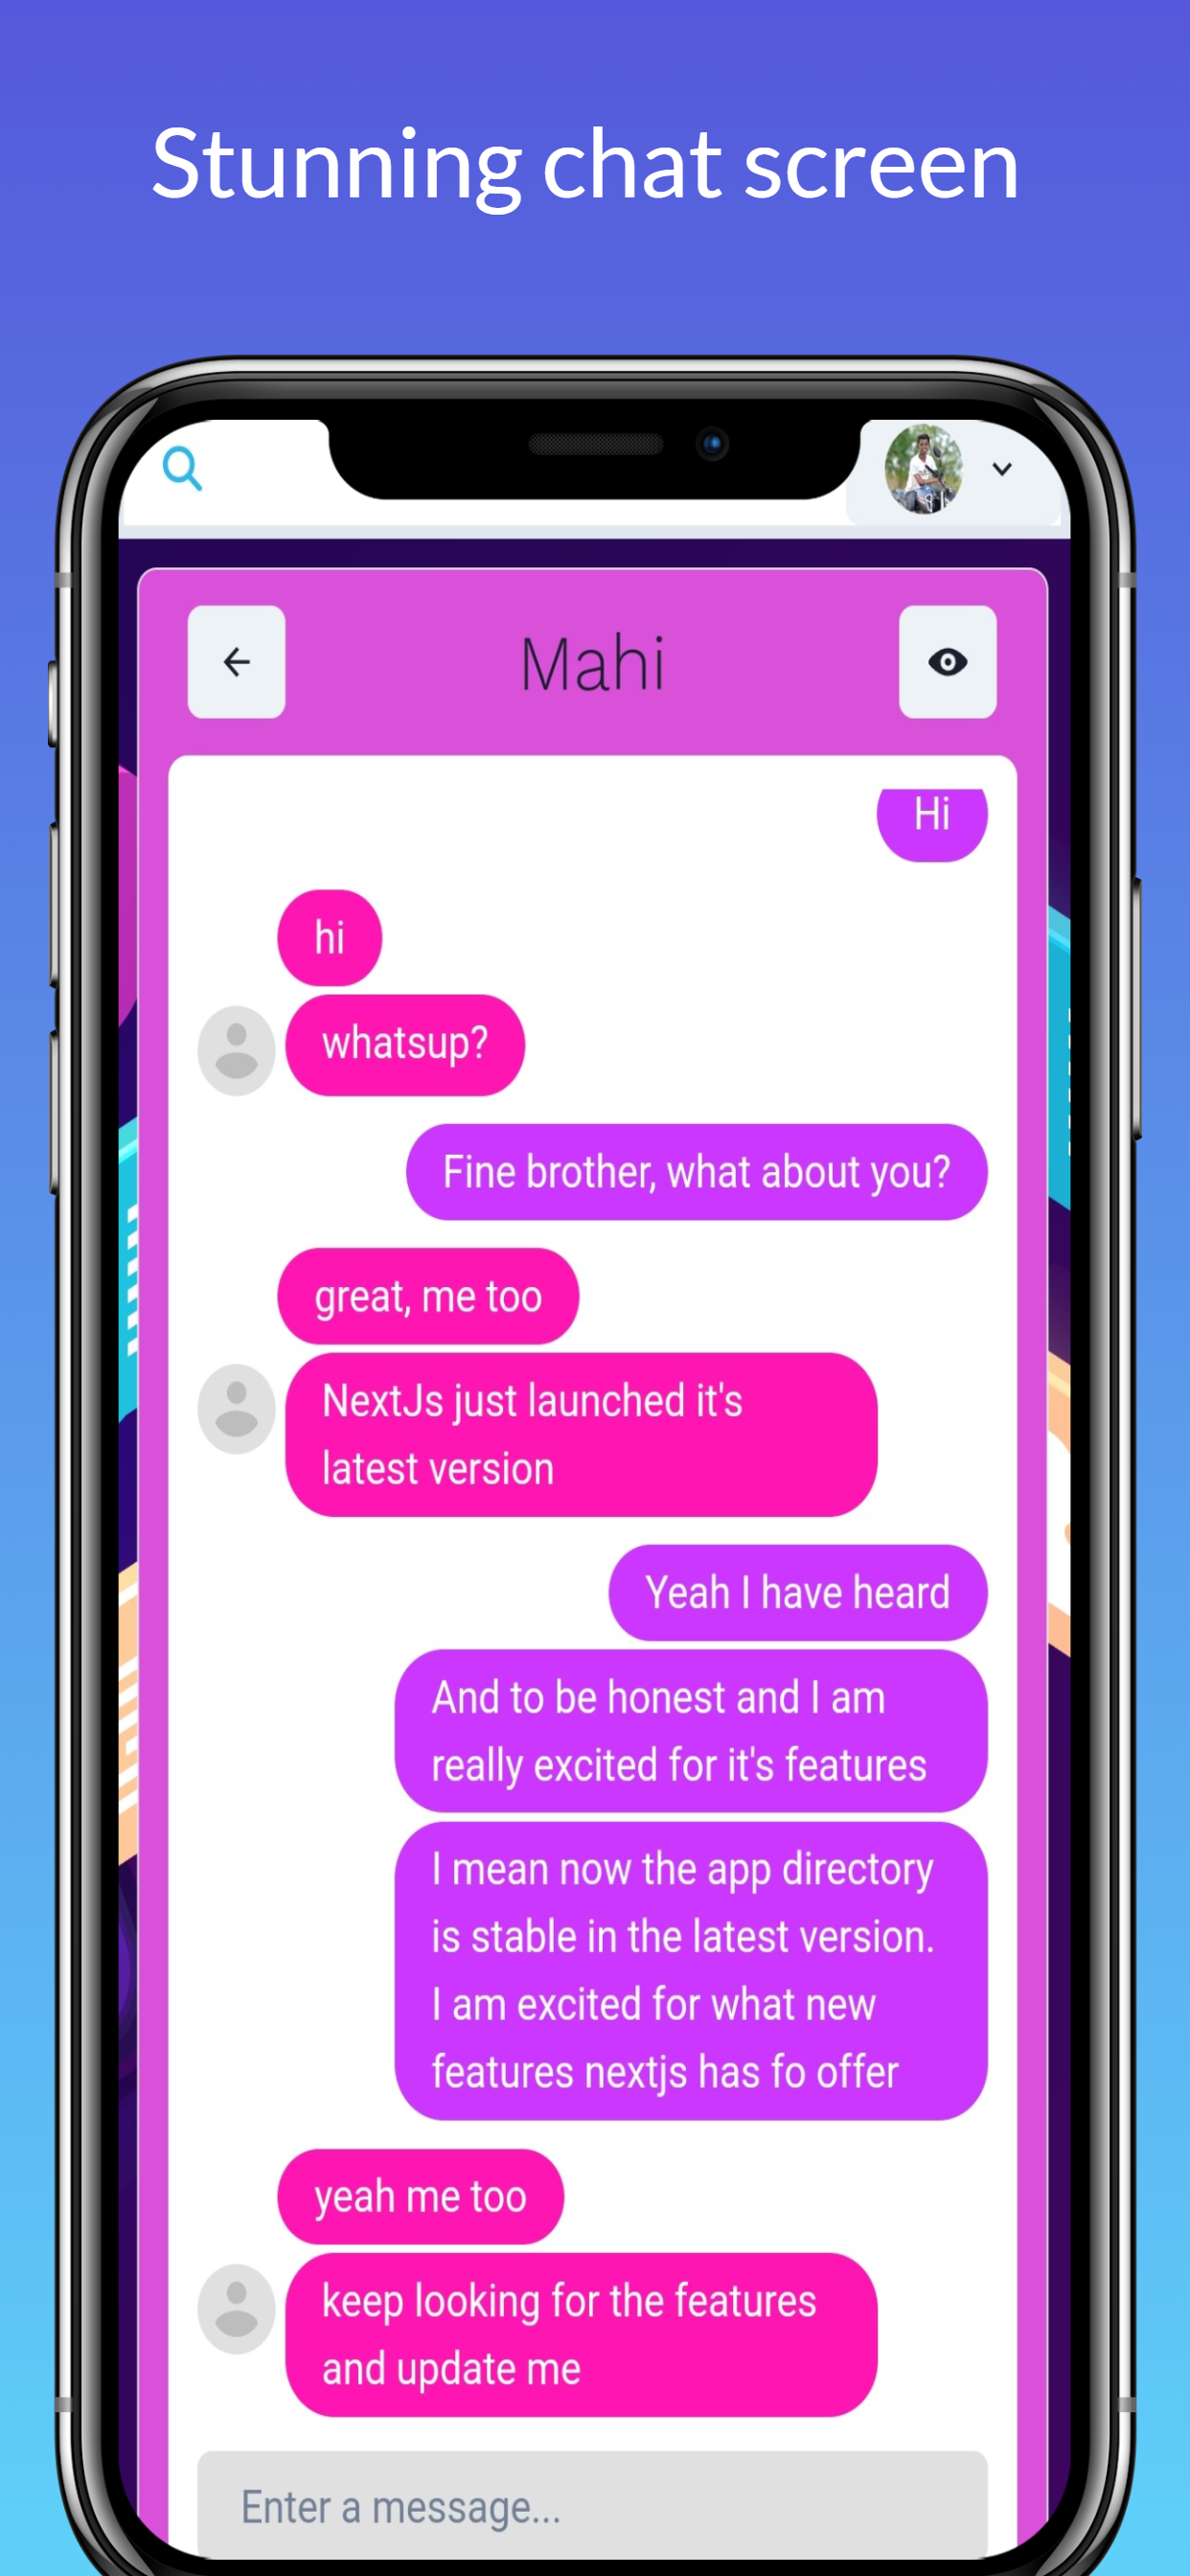 Stunning chat screen
Mahi
Hi
hi
whatsup?
Fine brother, what about you?
great, me too
NextJs just launched it's
latest version
Yeah I have heard
And to be honest and I am
really excited for it's features
I mean now the app directory
is stable in the latest version.
I am excited for what new
features nextjs has fo offer
yeah me too
keep looking for the features
and update me
Enter a message...